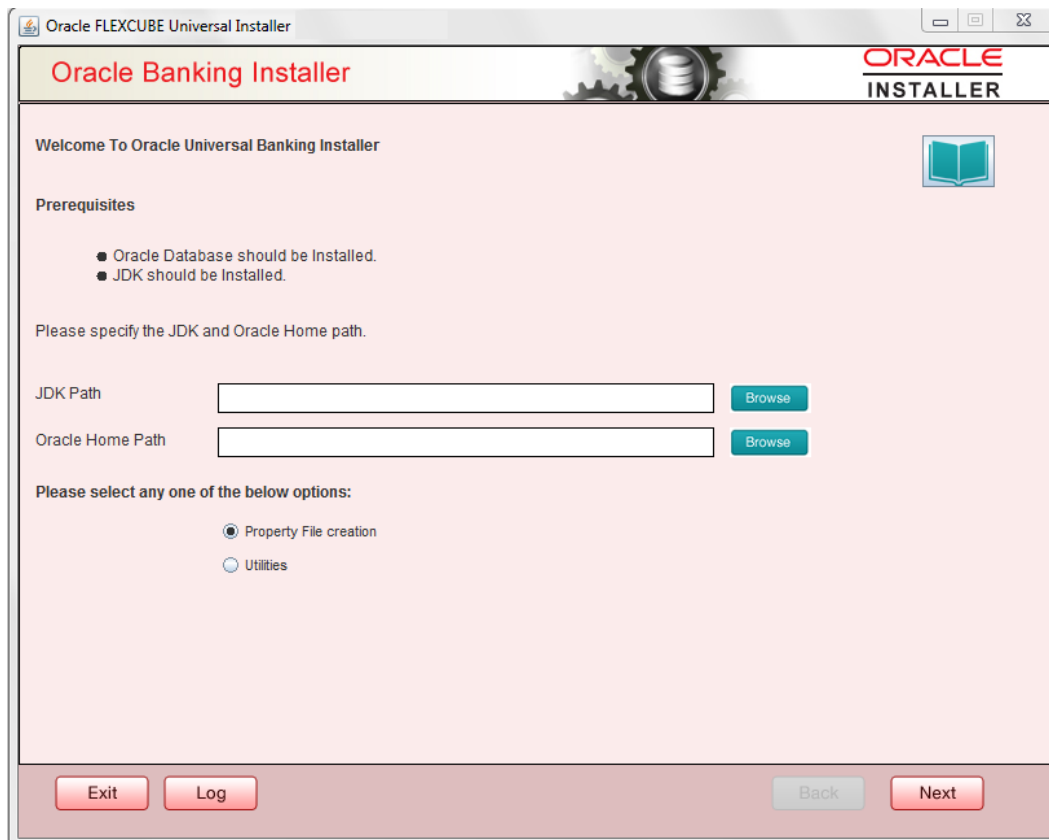 Oracle FLEXCUBE Universal Installer
Oracle Banking Installer
ORACLE
INSTALLER
Welcome To Oracle Universal Banking Installer
Prerequisites
Oracle Database should be Installed.
JDK should be Installed.
Please specify the JDK and Oracle Home path.
JDK Path
Browse
Oracle Home Path
Browse
Please select any one of the below options:
Property File creation
Utilities
Exit
Log
Back
Next